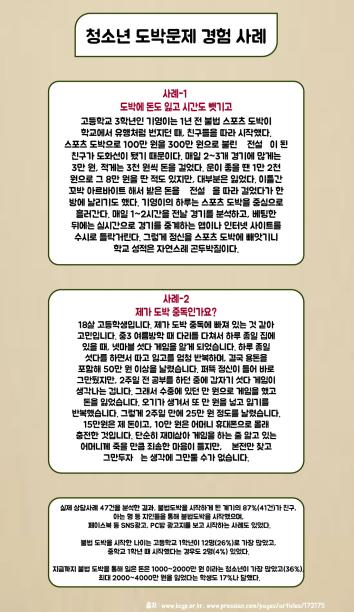 청소년 도박문제 경험 사례
사례-1
도박에 돈도 잃고 시간도 뺏기고
고등학교 3학년인 기영이는 1년 전 불법 스포츠 도박이
학교에서 유행처럼 번지던 때, 친구들을 따라 시작했다.
스포츠 도박으로 100만 원을 300만 원으로 불린 전설 이 된
친구가 도화선이 됐기 때문이다. 매일 2~3개 경기에 많게는
3만 원, 적게는 3천 원씩 돈을 걸었다. 운이 좋을 땐 1만 2천
원으로 그 8만 원을 딴 적도 있지만, 대부분은 잃었다. 이틀간
꼬박 아르바이트 해서 받은 돈을 전설 을 따라 걸었다가 한
방에 날리기도 했다. 기영이의 하루는 스포츠 도박을 중심으로
흘러간다. 매일 1~2시간을 전날 경기를 분석하고, 베팅한
뒤에는 실시간으로 경기를 중계하는 앱이나 인터넷 사이트를
수시로 들락거린다. 그렇게 정신을 스포츠 도박에 빼앗기니
학교 성적은 자연스레 곤두박질이다.
사례-2
제가 도박 중독인가요?
18살 고등학생입니다. 제가 도박 중독에 빠져 있는 것 같아
고민입니다. 중3 여름방학 때 다리를 다쳐서 하루 종일 집에
있을 때, 넷마블 섯다 게임을 알게 되었습니다. 하루 종일
섯다를 하면서 따고 잃고를 엄청 반복하며, 결국 용돈을
포함해 50만 원 이상을 날렸습니다. 퍼뜩 정신이 들어 바로
그만뒀지만, 2주일 전 공부를 하던 중에 갑자기 섯다 게임이
생각나는 겁니다. 그래서 수중에 있던 만 원으로 게임을 했고
돈을 잃었습니다. 오기가 생겨서 또 만 원을 넣고 잃기를
반복했습니다. 그렇게 2주일 만에 25만 원 정도를 날렸습니다.
15만원은 제 돈이고, 10만 원은 어머니 휴대폰으로 몰래
충전한 것입니다. 단순히 재미삼아 게임을 하는 줄 알고 있는
어머니께 죽을 만큼 죄송한 마음이 들지만, 본전만 찾고
그만두자 는 생각에 그만둘 수가 없습니다.
실제 상담사례 47건을 분석한 결과, 불법도박을 시작하게 된 계기의 87%(41건)가 친구,
아는 형 등 지인들을 통해 불법도박을 시작했으며,
페이스북 등 SNS광고, PC방 광고지를 보고 시작하는 사례도 있었다.
불법 도박을 시작한 나이는 고등학교 1학년이 12명(26%)로 가장 많았고,
중학교 1학년 때 시작했다는 경우도 2명(4%) 있었다.
지금까지 불법 도박을 통해 잃은 돈은 1000~2000만 원 이라는 청소년이 가장 많았고(36%),
최대 2000~4000만 원을 잃었다는 학생도 17%나 달했다.
출처 - www.kcgp.or.kr, www.pressian.com/pages/articles/172175